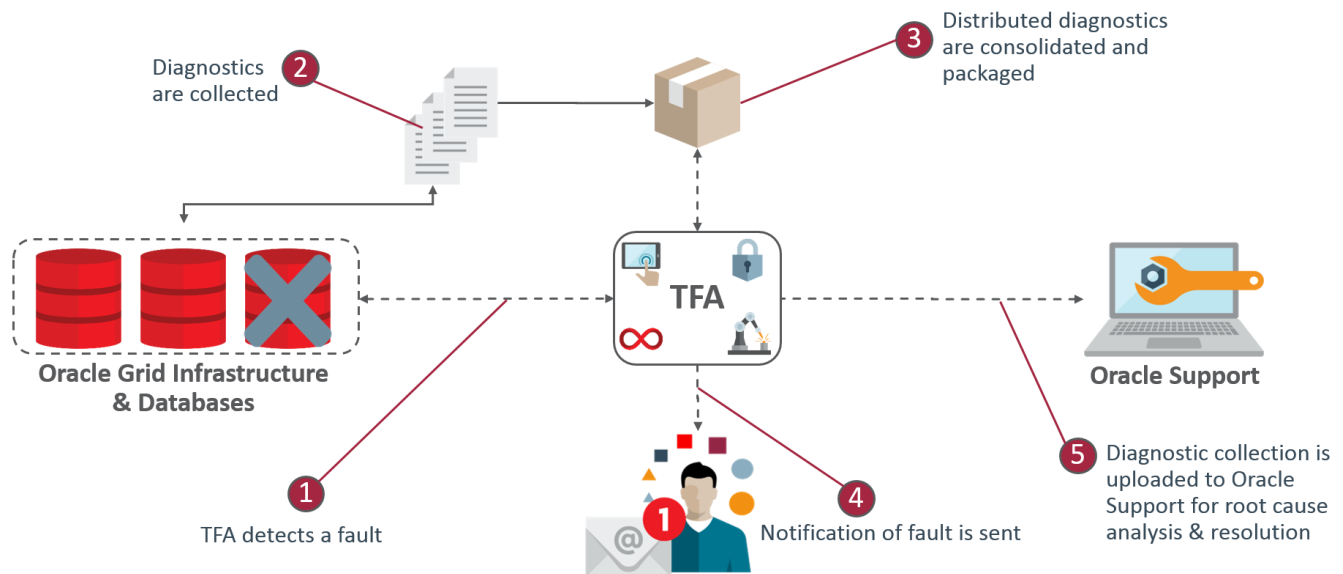 2
Diagnostics
are collected
3
Distributed diagnostics
are consolidated and
packaged
TFA
Oracle Grid Infrastructure
& Databases
Oracle Support
1
TFA detects a fault
@
1
4
Notification of fault is sent
5
Diagnostic collection is
uploaded to Oracle
Support for root cause
analysis & resolution